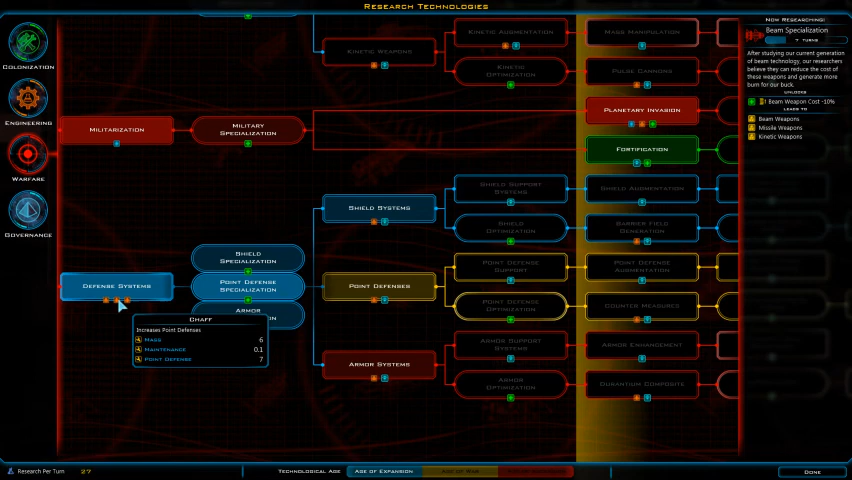 Research Technologies
Colonization
Engineering
Warfare
Governance
Kinetic Weapons
Kinetic Augmentation
Mass Manipulation
Kinetic
Optimization
Pulse Cannons
Militarization
Military
Specialization
Planetary Invasion
Fortification
Shield Systems
Shield Support
Systems
Shield Augmentation
Shield
Optimization
Barrier Field
Generation
Defense Systems
Shield
Specialization
Point Defense
Specialization
Armor
Point Defenses
Point Defense
Support
Point Defense
Augmentation
Point Defense
Optimization
Counter Measures
Armor Systems
Armor Support
Systems
Armor Enhancement
Armor
Optimization
Durantium Composite
Chaff
Increases Point Defenses
Mass 6
Maintenance 0.1
Point Defense 7
Now Researching!
Beam Specialization
7 turns
After studying our current generation
of beam technology, our researchers
believe they can reduce the cost of
these weapons and generate more
burn for our buck.
Unlocks
Beam Weapon Cost -10%
Leads to
Beam Weapons
Missile Weapons
Kinetic Weapons
Research Per Turn 27
Technological Age
Age of Expansion
Age of War
Done